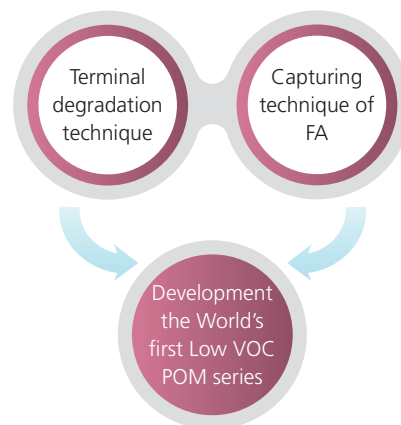 Terminal
degradation
technique
Capturing
technique of
FA
Development
the World's
first Low VOC
POM series